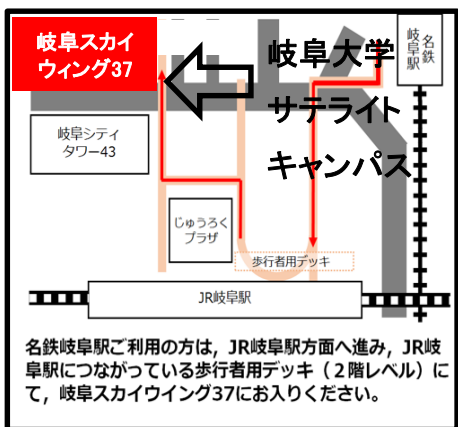 岐阜スカイ
ウィング37
岐阜大学
サテライト
キャンパス
名鉄
岐阜駅
岐阜シティ
タワー43
じゅうろく
プラザ
歩行者用デッキ
JR岐阜駅
名鉄岐阜駅ご利用の方は，JR岐阜駅方面へ進み，JR岐
阜駅につながっている歩行者用デッキ（２階レベル）に
て，岐阜スカイウイング37にお入りください。